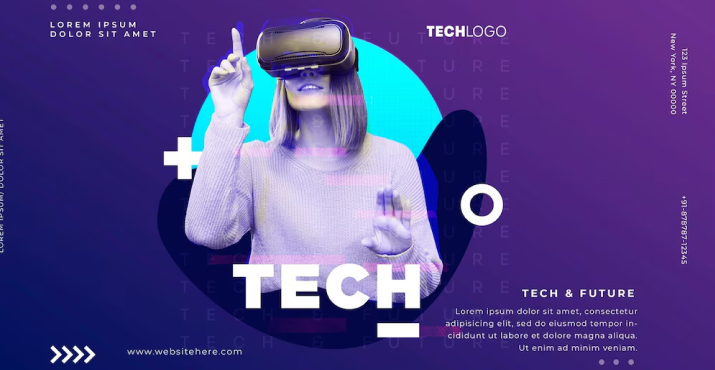 LOREM IPSUM
DOLOR SIT AMET
TECHLOGO
123 Ipsum Street
New York, NY 00000
LOREM IPSUM/ DOLOR SIT AMET
+91-878787-12345
TECH
TECH & FUTURE
Lorem ipsum dolor sit amet, consectetur
adipisicing elit, sed do eiusmod tempor in-
cididunt ut labore et dolore magna aliqua.
Ut enim ad minim veniam.
www.websitehere.com